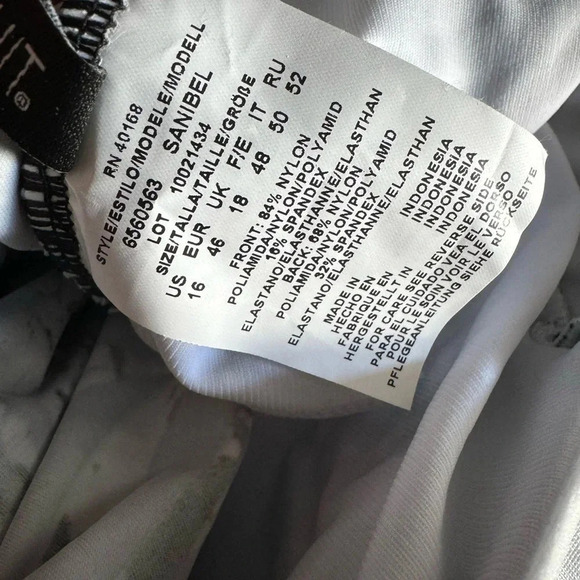 IT®
RN 40168
STYLE/ESTILO/MODELE/MODELL
6560563 SANIBEL
LOT 10021434
SIZE/TALLA/TAILLE/GRÖßE
US EUR UK F/E IT RU
16 46 18 48 50 52
FRONT: 84% NYLON
POLIAMIDA/NYLON/POLYAMID
16% SPANDEX
ELASTANO/ELASTHANNE/ELASTHAN
BACK: 68% NYLON
POLIAMIDA/NYLON/POLYAMID
32% SPANDEX
ELASTANO/ELASTHANNE/ELASTHAN
MADE IN INDONESIA
FABRIQUE EN INDONESIA
HECHO EN INDONESIA
HERGESTELLT IN INDONESIA
FOR CARE SEE REVERSE SIDE
PARA EL CUIDADO VEA EL DORSO
POUR LE SOIN VOIR LE VERSO
PFLEGEANLEITUNG SIEHE RÜCKSEITE